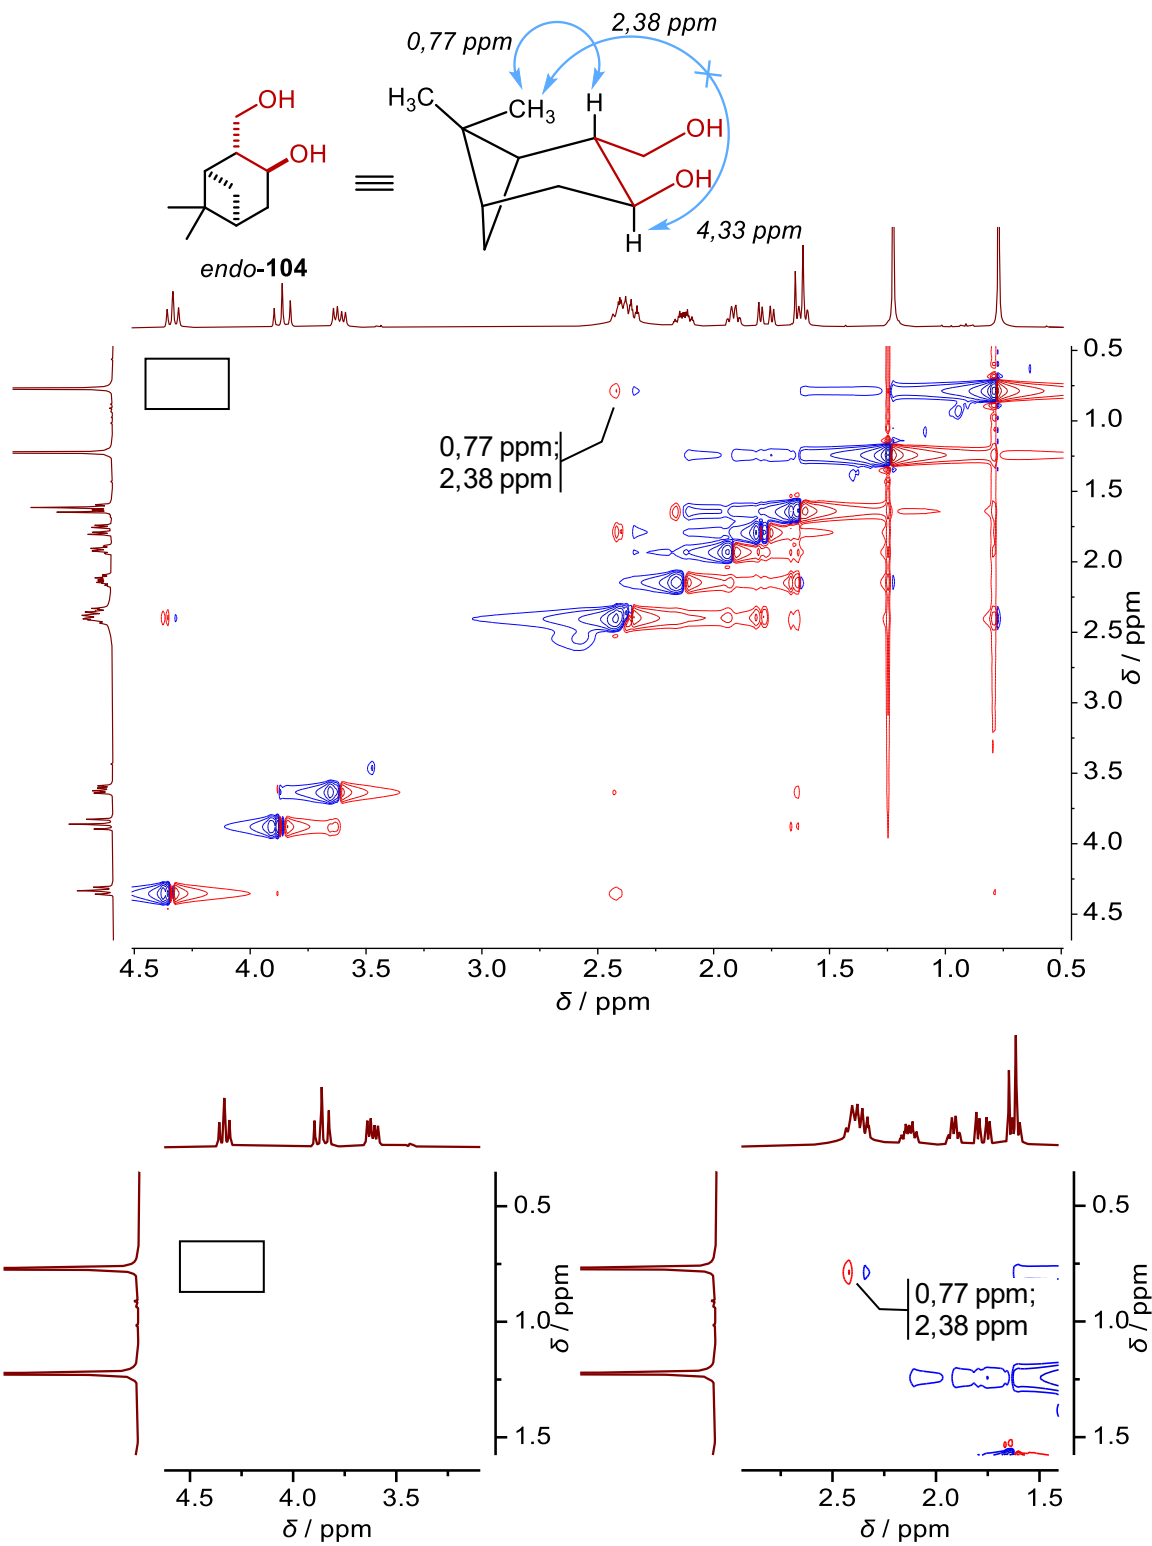 0,77 ppm
2,38 ppm
OH
OH
H₃C
CH₃
H
OH
OH
H
4,33 ppm
endo-104
0,77 ppm;
2,38 ppm
0.5
1.0
1.5
2.0
2.5
3.0
3.5
4.0
4.5
δ / ppm
4.5 4.0 3.5 3.0 2.5 2.0 1.5 1.0 0.5
δ / ppm
0.5
1.0
1.5
δ / ppm
4.5 4.0 3.5
δ / ppm
0,77 ppm;
2,38 ppm
0.5
1.0
1.5
δ / ppm
2.5 2.0 1.5
δ / ppm